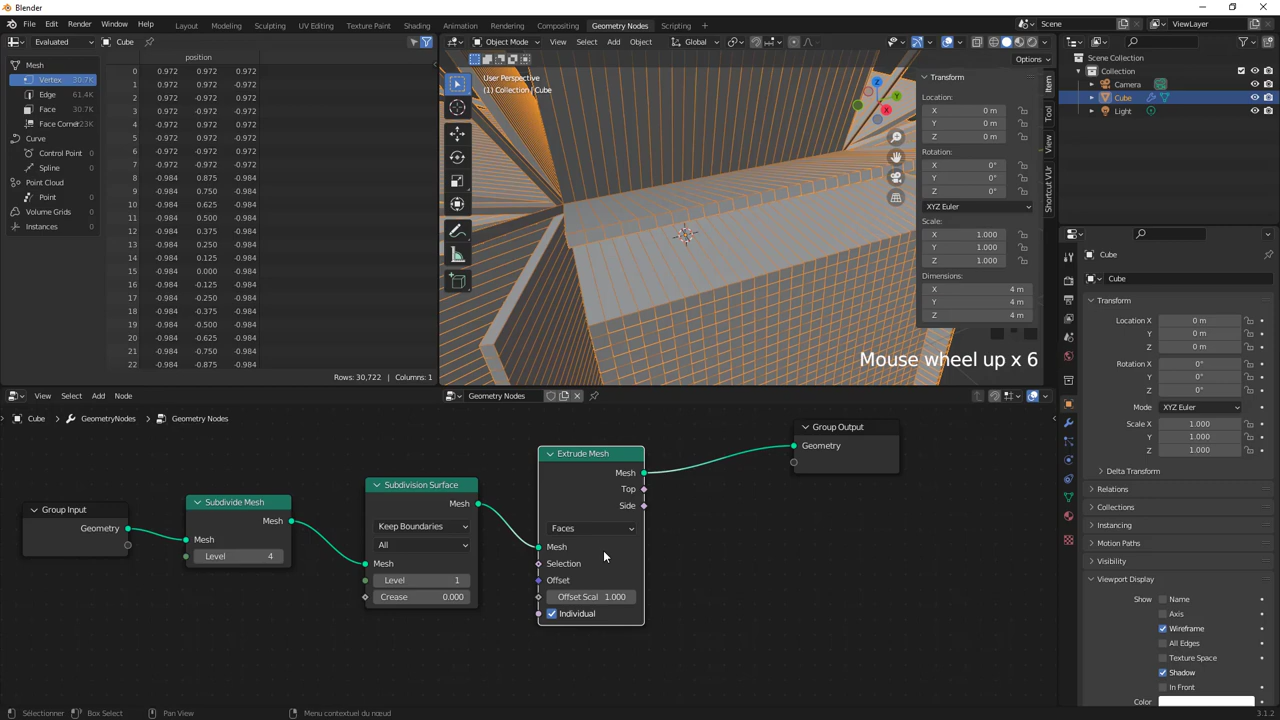 Blender
File Edit Render Window Help
Layout Modeling Sculpting UV Editing Texture Paint Shading Animation Rendering Compositing Geometry Nodes Scripting +
Scene
ViewLayer
Evaluated
Cube
Mesh
Vertex 30.7K
Edge 61.4K
Face 30.7K
Face Corner 123K
Curve
Control Point 0
Spline 0
Point Cloud
Point 0
Volume Grids 0
Instances 0
position
0 0.972 0.972 0.972
1 0.972 0.972 -0.972
2 0.972 -0.972 0.972
3 0.972 -0.972 -0.972
4 -0.972 0.972 0.972
5 -0.972 0.972 -0.972
6 -0.972 -0.972 0.972
7 -0.972 -0.972 -0.972
8 -0.984 0.875 -0.984
9 -0.984 0.750 -0.984
10 -0.984 0.625 -0.984
11 -0.984 0.500 -0.984
12 -0.984 0.375 -0.984
13 -0.984 0.250 -0.984
14 -0.984 0.125 -0.984
15 -0.984 0.000 -0.984
16 -0.984 -0.125 -0.984
17 -0.984 -0.250 -0.984
18 -0.984 -0.375 -0.984
19 -0.984 -0.500 -0.984
20 -0.984 -0.625 -0.984
21 -0.984 -0.750 -0.984
22 -0.984 -0.875 -0.984
Rows: 30,722 | Columns: 1
Object Mode View Select Add Object Global
Options
User Perspective
(1) Collection | Cube
X Y Z
Transform
Location:
X 0 m
Y 0 m
Z 0 m
Rotation:
X 0°
Y 0°
Z 0°
XYZ Euler
Scale:
X 1.000
Y 1.000
Z 1.000
Dimensions:
X 4 m
Y 4 m
Z 4 m
Item
Tool
View
Shortcut VUr
Mouse wheel up x 6
Scene Collection
Collection
Camera
Cube
Light
Cube
Cube
Transform
Location X 0 m
Y 0 m
Z 0 m
Rotation X 0°
Y 0°
Z 0°
Mode XYZ Euler
Scale X 1.000
Y 1.000
Z 1.000
Delta Transform
Relations
Collections
Instancing
Motion Paths
Visibility
Viewport Display
Show Name
Axis
Wireframe
All Edges
Texture Space
Shadow
In Front
Color
View Select Add Node
Geometry Nodes
Cube > GeometryNodes > Geometry Nodes
Group Input
Geometry
Subdivide Mesh
Mesh
Mesh
Level 4
Subdivision Surface
Mesh
Keep Boundaries
All
Mesh
Level 1
Crease 0.000
Extrude Mesh
Mesh
Top
Side
Faces
Mesh
Selection
Offset
Offset Scal 1.000
Individual
Group Output
Geometry
Sélectionner Box Select Pan View Menu contextuel du nœud
3.1.2